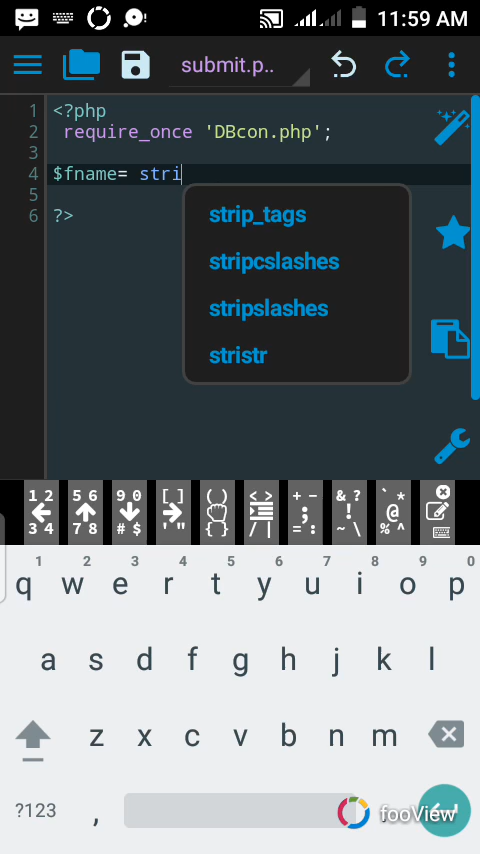 11:59 AM
submit.p..
1 <?php
2 require_once 'DBcon.php';
3
4 $fname= stri
5
6 ?>
strip_tags
stripcslashes
stripslashes
stristr
1 2 5 6 9 0 [ ] ( ) < > + - & ? ` * 
; ! @
3 4 7 8 # $ ' " { } / | = : ~ \ % ^
1 2 3 4 5 6 7 8 9 0
q w e r t y u i o p
a s d f g h j k l
z x c v b n m
?123 , fooView